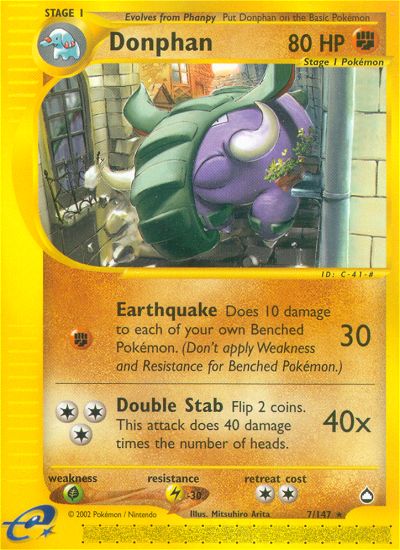 STAGE 1
Evolves from Phanpy Put Donphan on the Basic Pokémon
Donphan 80 HP
Stage 1 Pokémon
ID: C-41-#
Earthquake Does 10 damage
to each of your own Benched
Pokémon. (Don't apply Weakness
and Resistance for Benched Pokémon.)
30
Double Stab Flip 2 coins.
This attack does 40 damage
times the number of heads.
40x
weakness resistance retreat cost
-30
© 2002 Pokémon / Nintendo Illus. Mitsuhiro Arita 7/147 ★
e